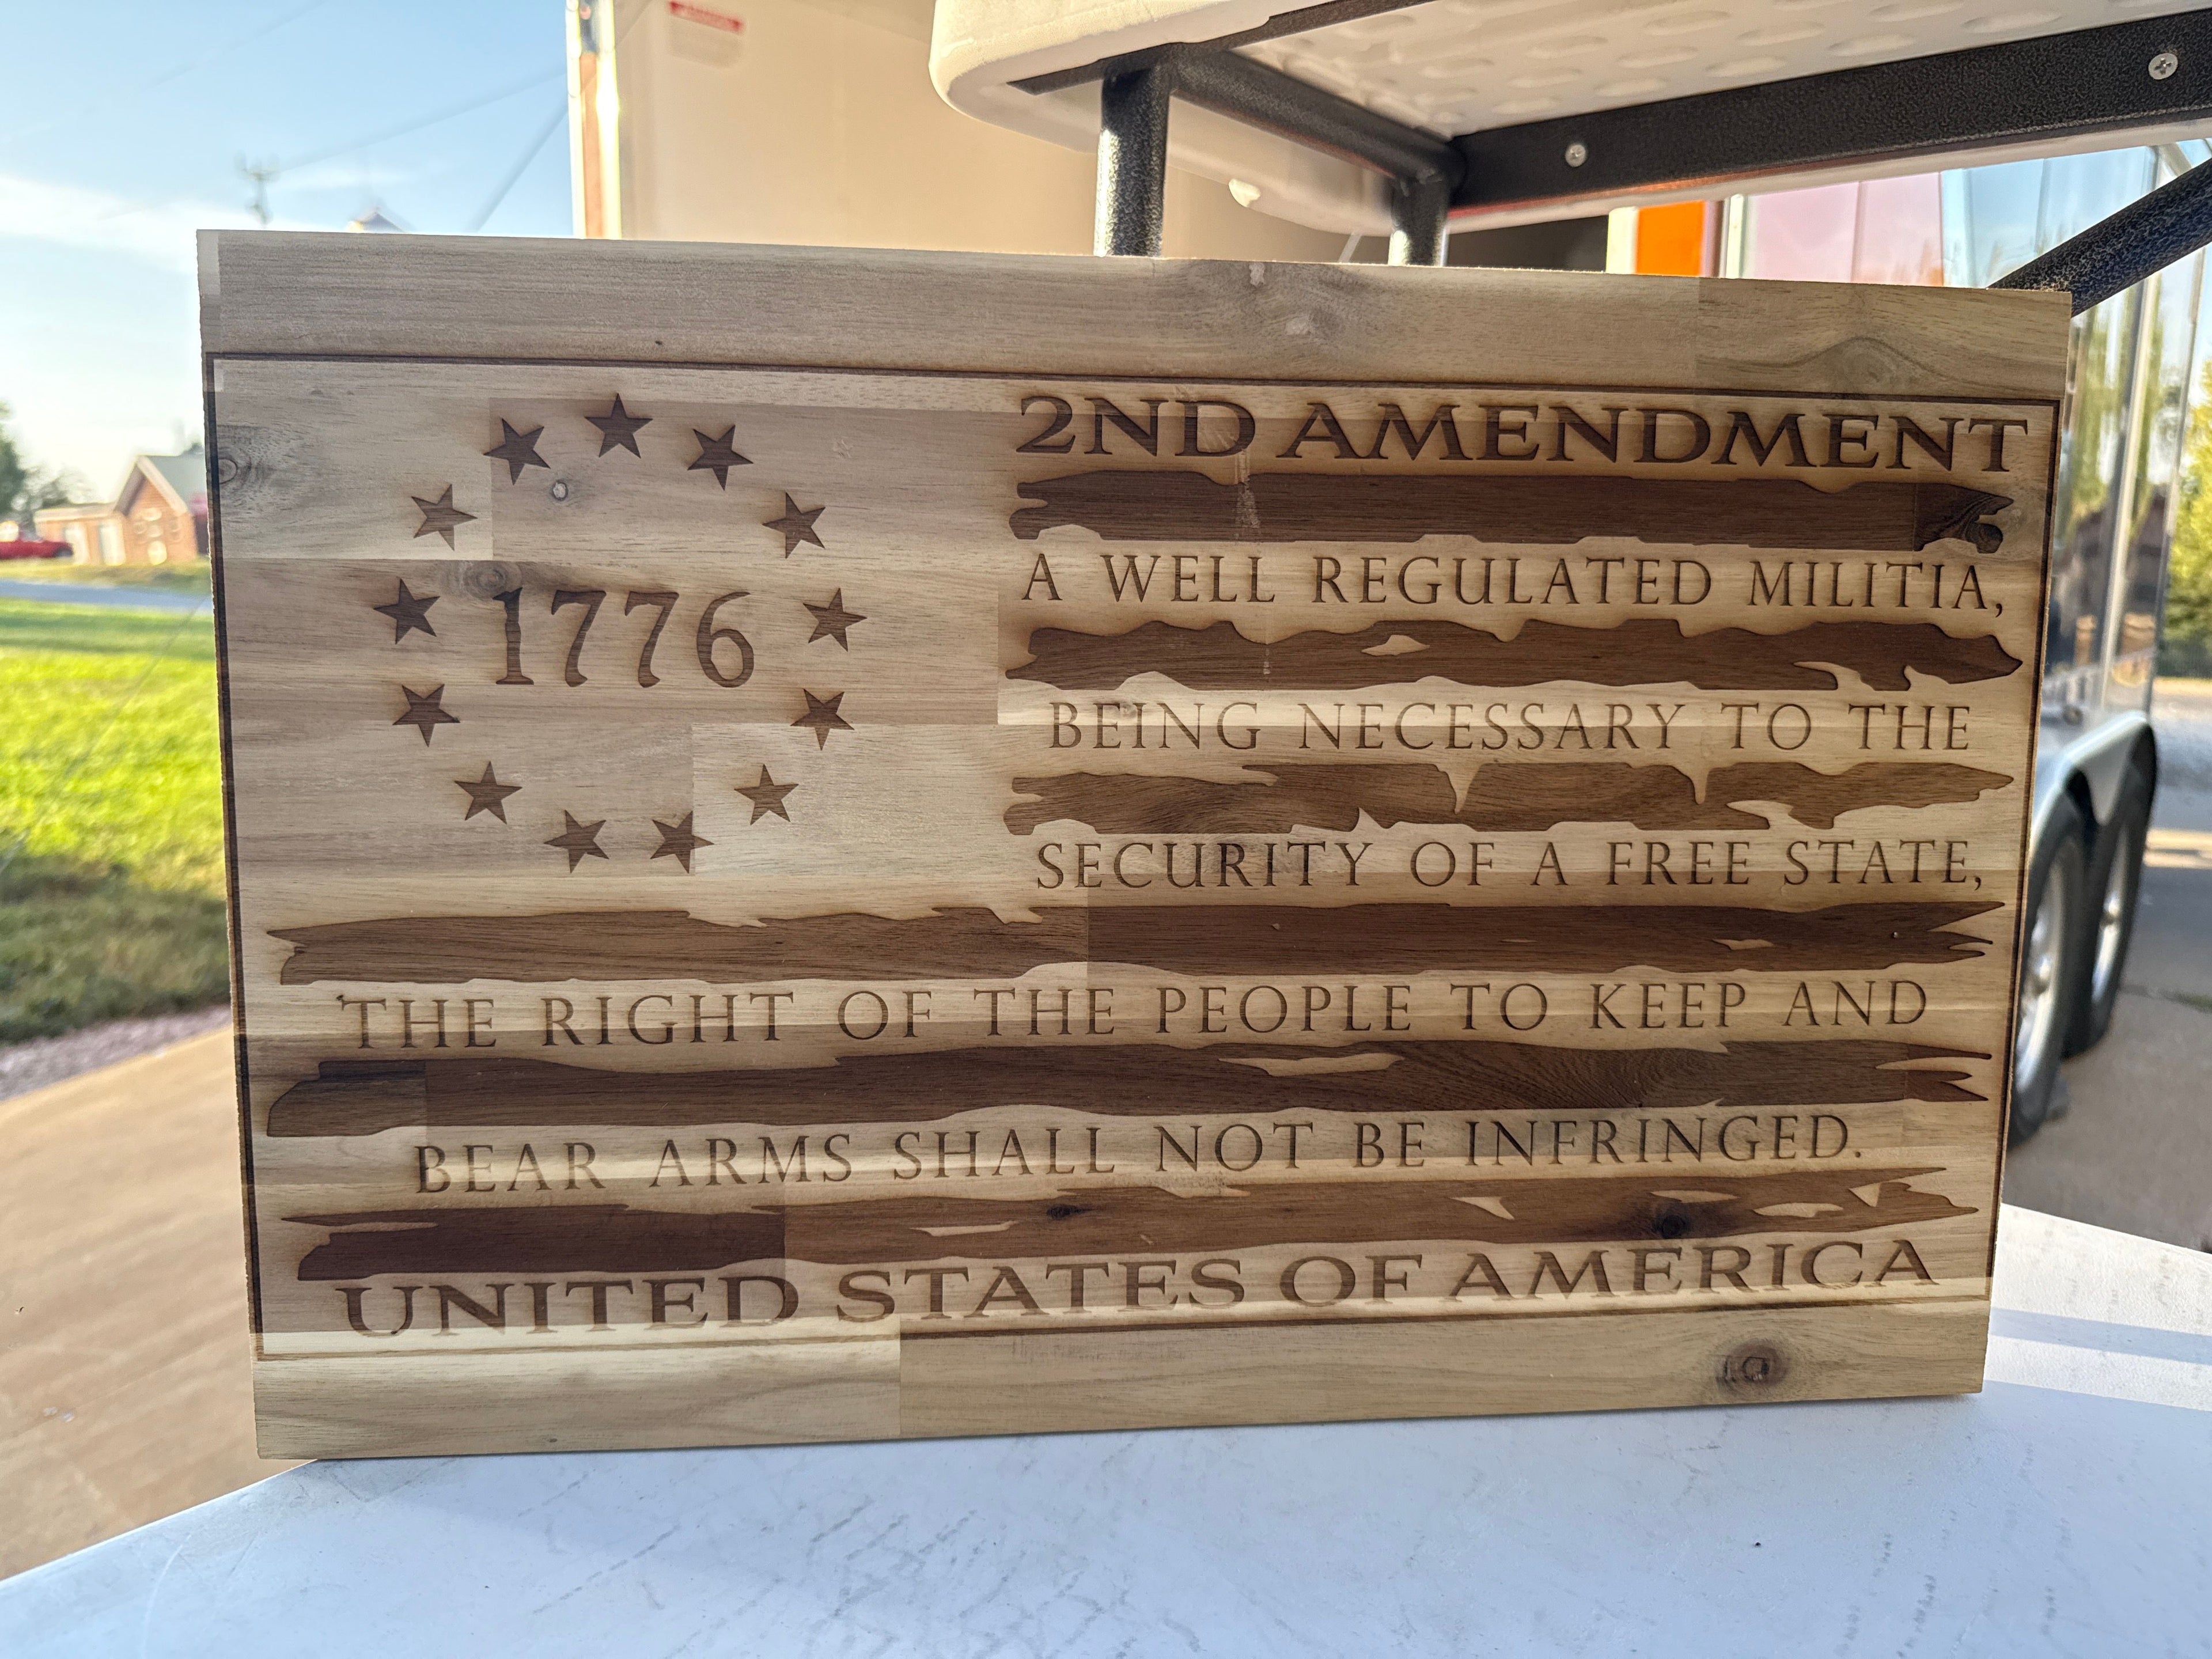 2ND AMENDMENT
A WELL REGULATED MILITIA,
1776
BEING NECESSARY TO THE
SECURITY OF A FREE STATE,
THE RIGHT OF THE PEOPLE TO KEEP AND
BEAR ARMS SHALL NOT BE INFRINGED.
UNITED STATES OF AMERICA